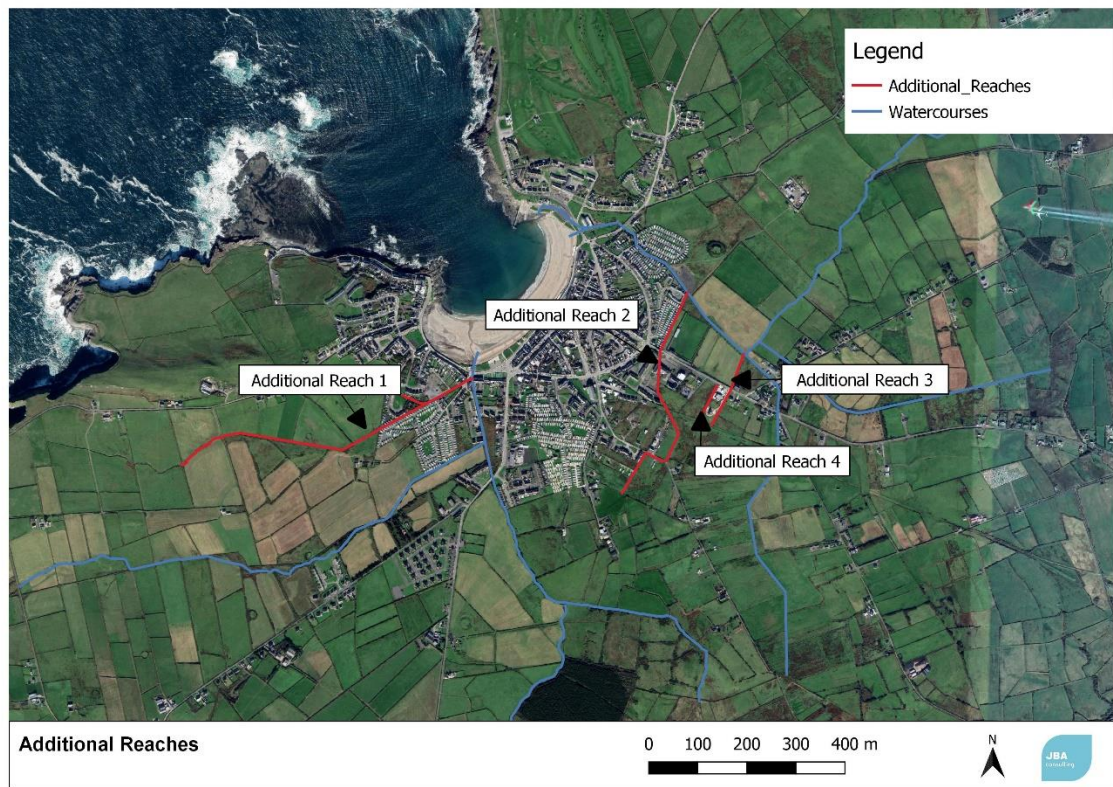 Legend
Additional_Reaches
Watercourses
Additional Reach 2
Additional Reach 1
Additional Reach 3
Additional Reach 4
Additional Reaches
0 100 200 300 400 m
N
JBA
consulting